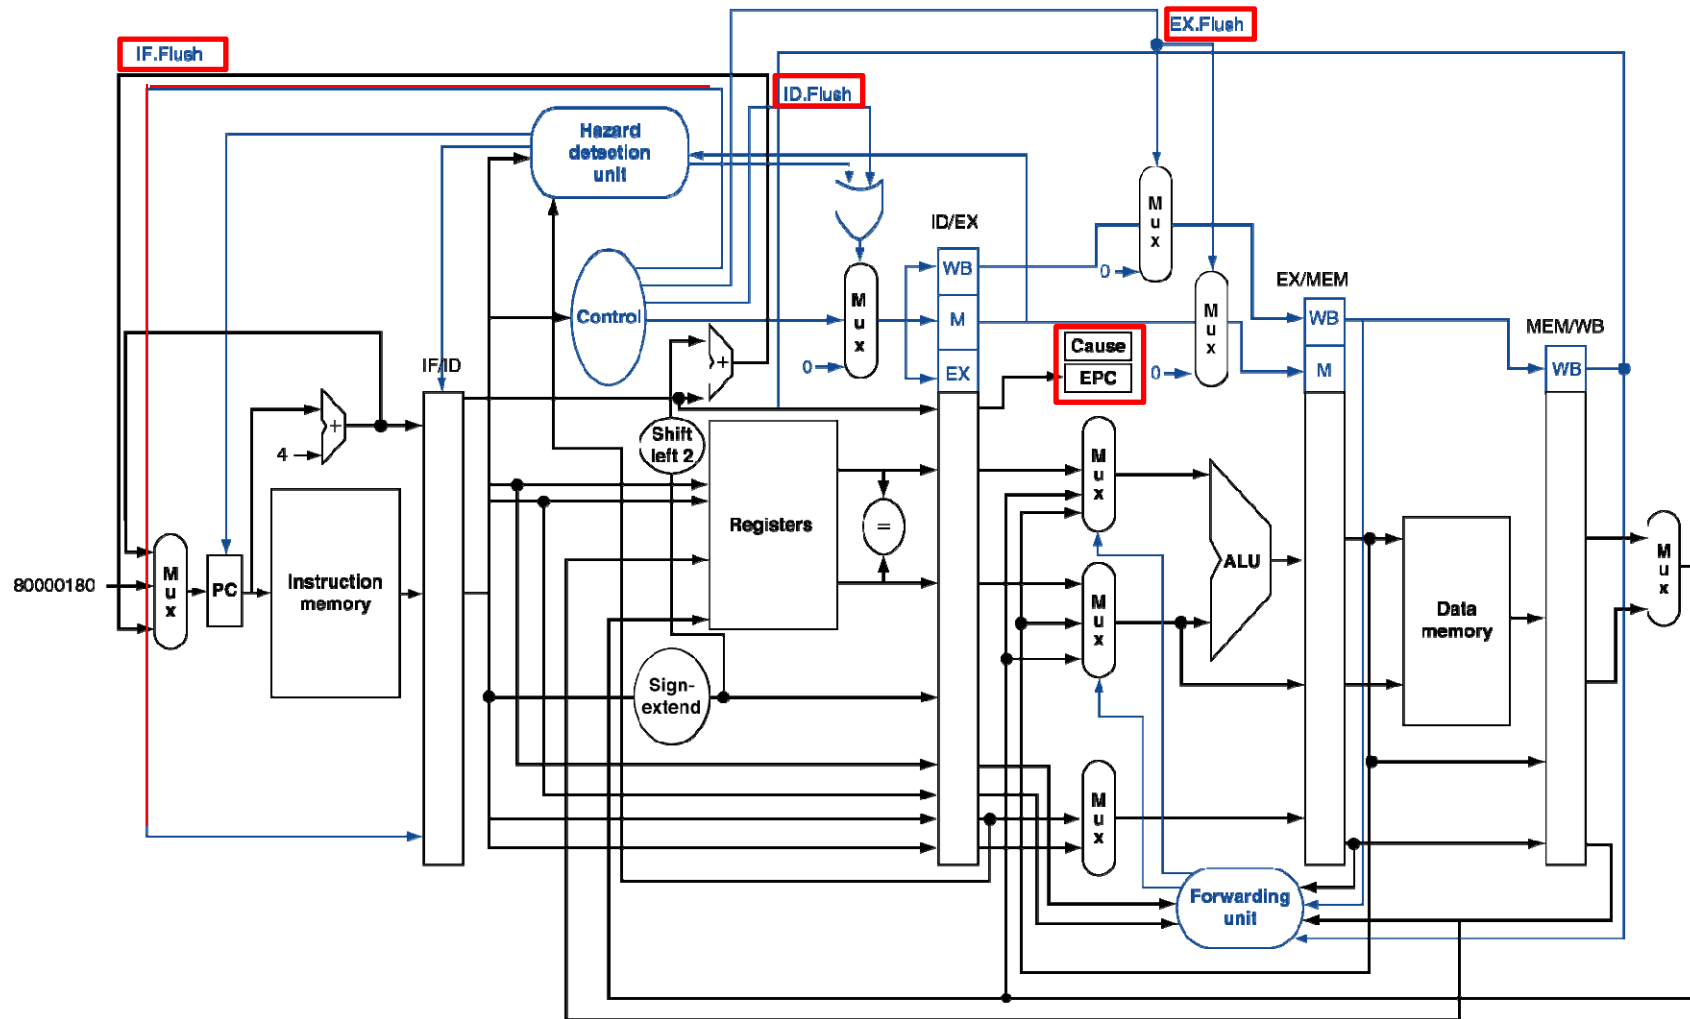 EX.Flush
IF.Flush
ID.Flush
Hazard
detection
unit
M
u
x
0
ID/EX
WB
M
EX
Control
M
u
x
0
EX/MEM
WB
M
M
u
x
0
Cause
EPC
MEM/WB
WB
IF/ID
+
+
4
Shift
left 2
Registers
=
M
u
x
ALU
M
u
x
80000180
M
u
x
PC
Instruction
memory
M
u
x
Data
memory
M
u
x
Sign-
extend
M
u
x
Forwarding
unit